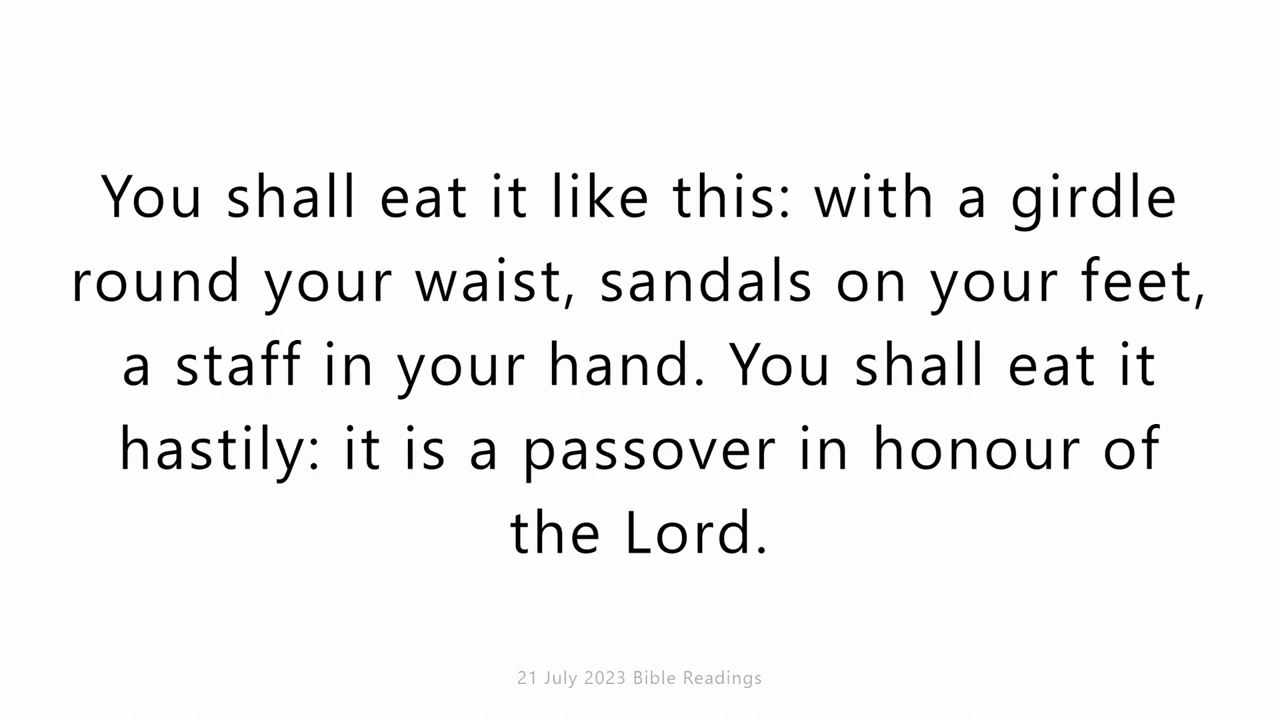 You shall eat it like this: with a girdle
round your waist, sandals on your feet,
a staff in your hand. You shall eat it
hastily: it is a passover in honour of
the Lord.
21 July 2023 Bible Readings